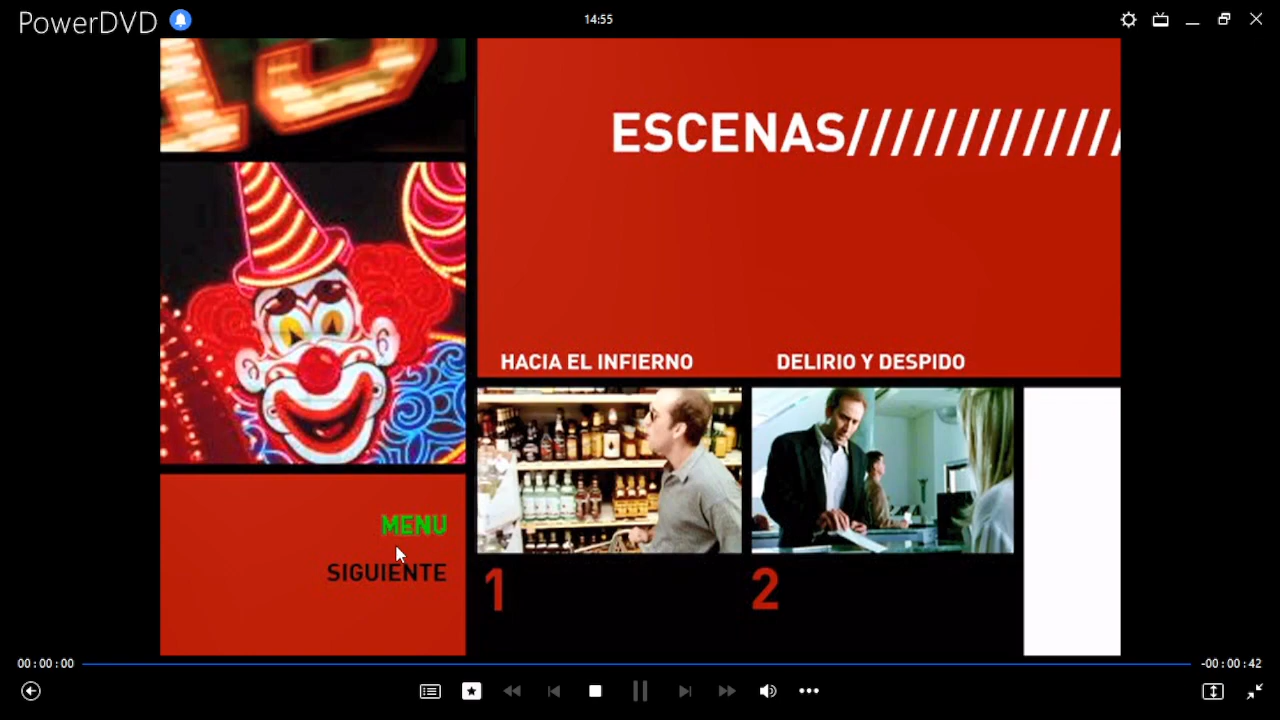 PowerDVD
14:55
ESCENAS////////////
HACIA EL INFIERNO
DELIRIO Y DESPIDO
MENU
SIGUIENTE
1
2
00:00:00
-00:00:42